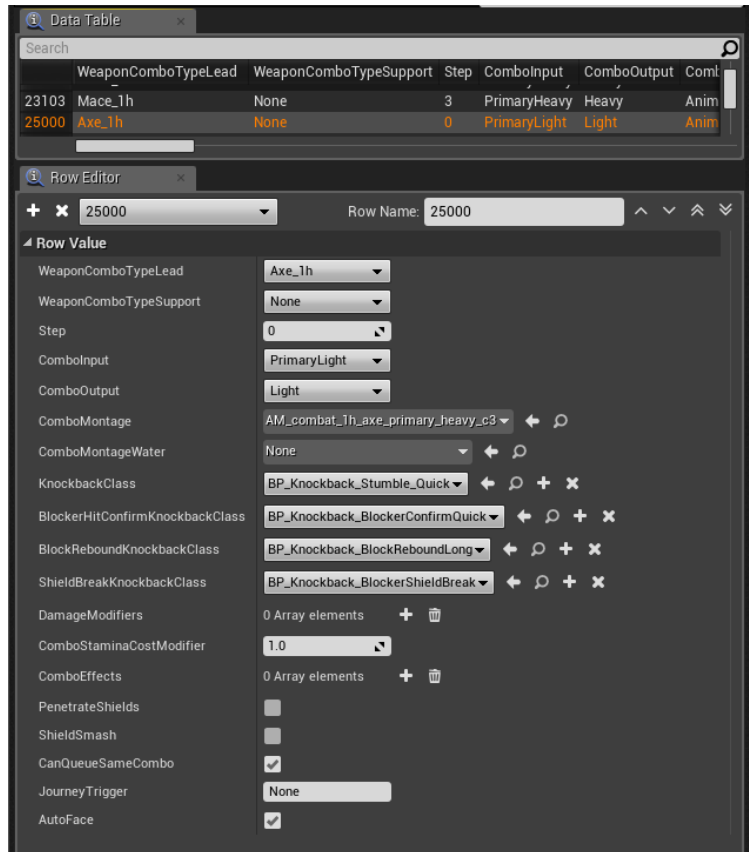 Data Table
Search
WeaponComboTypeLead WeaponComboTypeSupport Step ComboInput ComboOutput Coml
23103 Mace_1h None 3 PrimaryHeavy Heavy Anim
25000 Axe_1h None 0 PrimaryLight Light Anim
Row Editor
25000 Row Name: 25000
Row Value
WeaponComboTypeLead Axe_1h
WeaponComboTypeSupport None
Step 0
ComboInput PrimaryLight
ComboOutput Light
ComboMontage AM_combat_1h_axe_primary_heavy_c3
ComboMontageWater None
KnockbackClass BP_Knockback_Stumble_Quick
BlockerHitConfirmKnockbackClass BP_Knockback_BlockerConfirmQuick
BlockReboundKnockbackClass BP_Knockback_BlockReboundLong
ShieldBreakKnockbackClass BP_Knockback_BlockerShieldBreak
DamageModifiers 0 Array elements
ComboStaminaCostModifier 1.0
ComboEffects 0 Array elements
PenetrateShields
ShieldSmash
CanQueueSameCombo
JourneyTrigger None
AutoFace